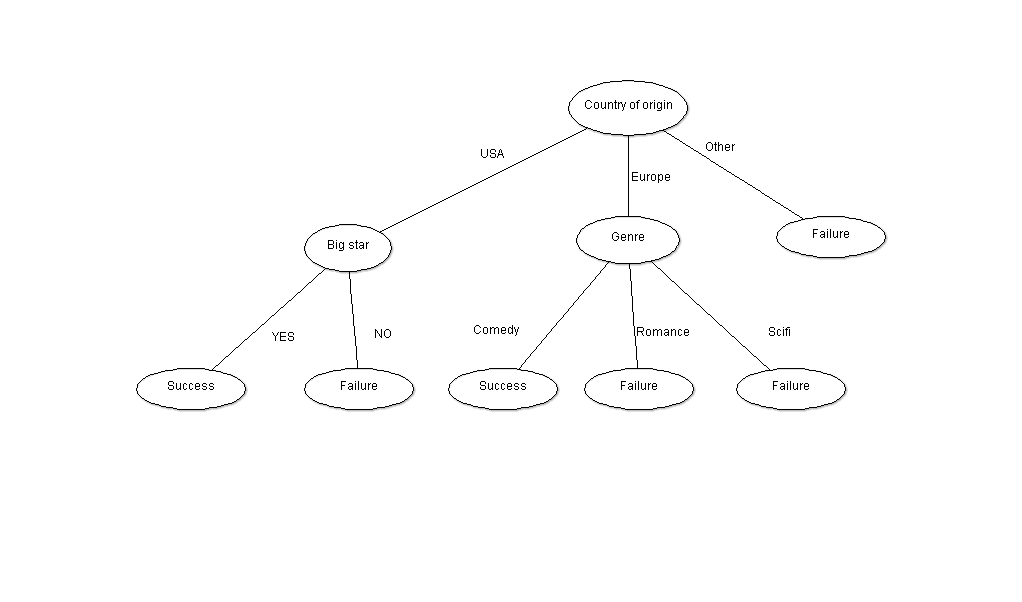 Country of origin
USA
Other
Europe
Big star
Genre
Failure
YES
NO
Comedy
Romance
Scifi
Success
Failure
Success
Failure
Failure